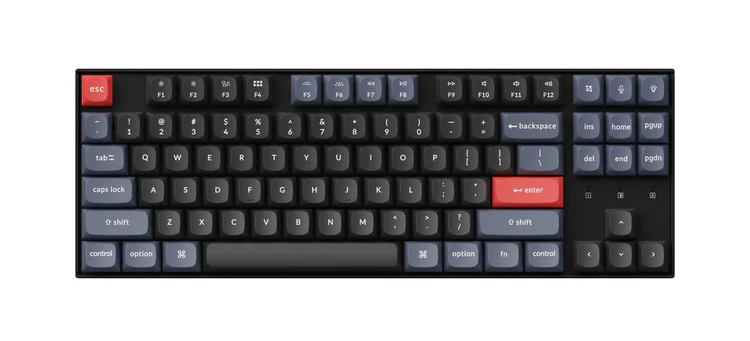 esc F1 F2 F3 F4 F5 F6 F7 F8 F9 F10 F11 F12
~ ` ! 1 @ 2 # 3 $ 4 % 5 ^ 6 & 7 * 8 ( 9 ) 0 — - + = ← backspace ins home pgup
tab Q W E R T Y U I O P { [ } ] | \ del end pgdn
caps lock A S D F G H J K L : ; " ' enter
⇧ shift Z X C V B N M < , > . ? / ⇧ shift
control option ⌘ ⌘ option fn control